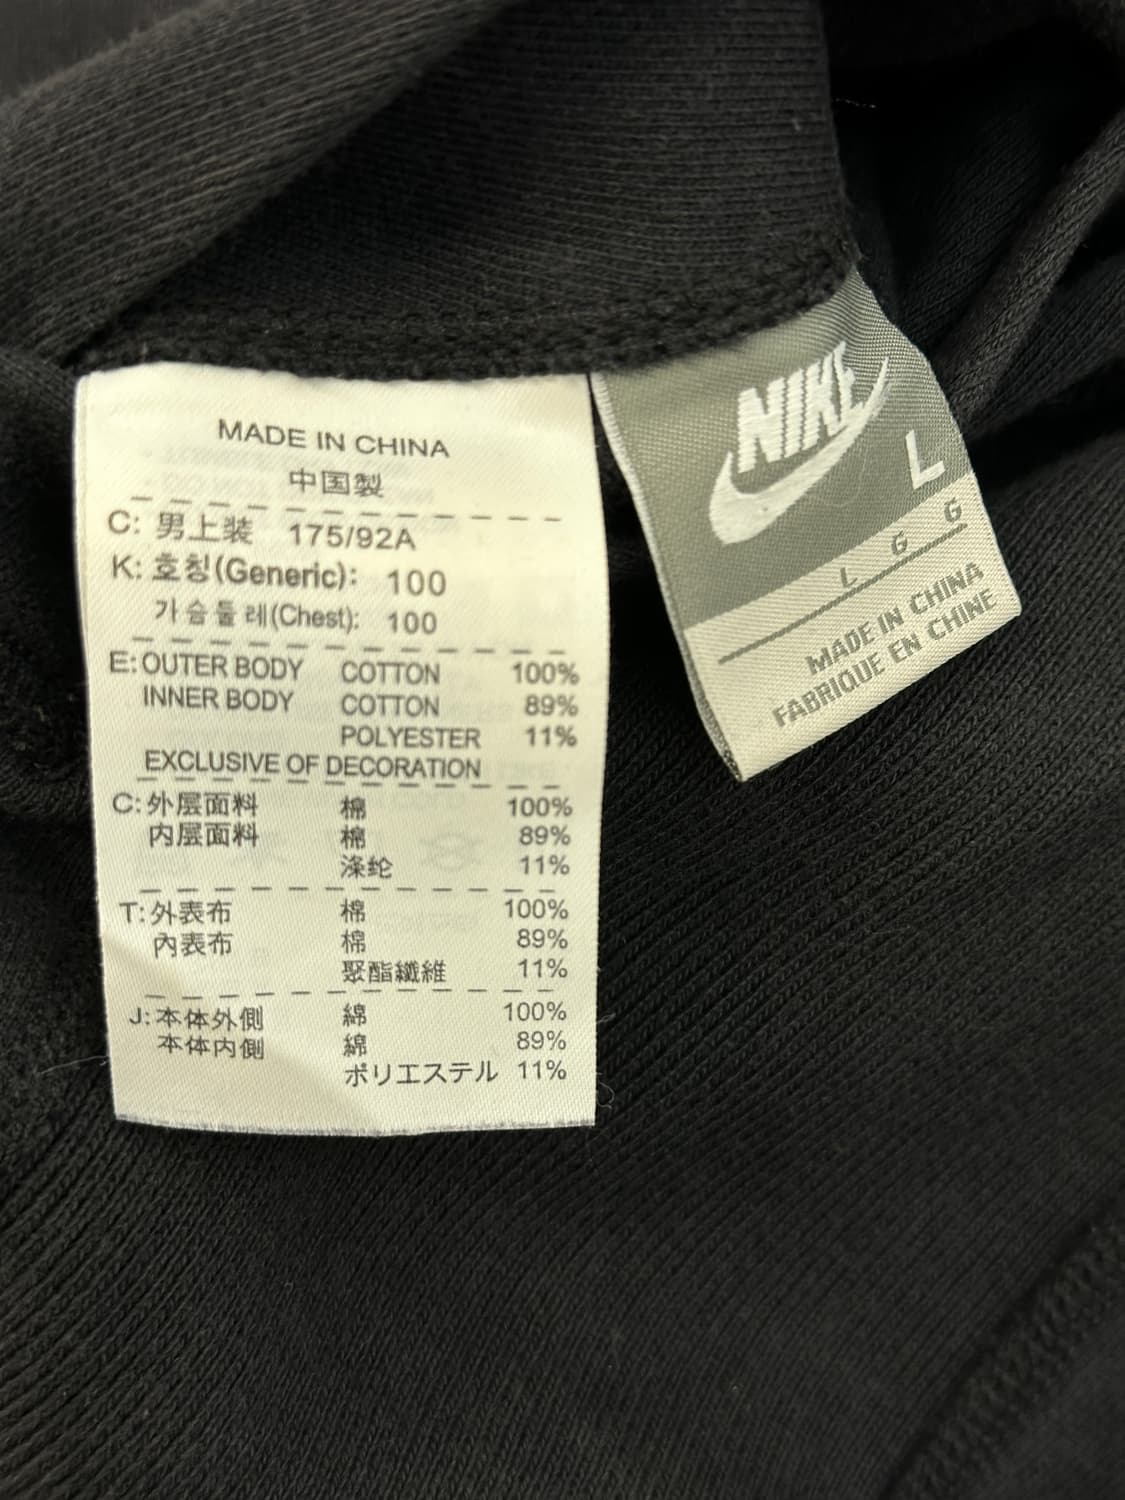 MADE IN CHINA
中国製
C: 男上装 175/92A
K: 호칭(Generic): 100
가슴둘레(Chest): 100
E: OUTER BODY COTTON 100%
INNER BODY COTTON 89%
POLYESTER 11%
EXCLUSIVE OF DECORATION
C: 外层面料 棉 100%
内层面料 棉 89%
涤纶 11%
T: 外表布 棉 100%
內表布 棉 89%
聚酯纖維 11%
J: 本体外側 綿 100%
本体内側 綿 89%
ポリエステル 11%
NIKE
L
L G G
MADE IN CHINA
FABRIQUE EN CHINE